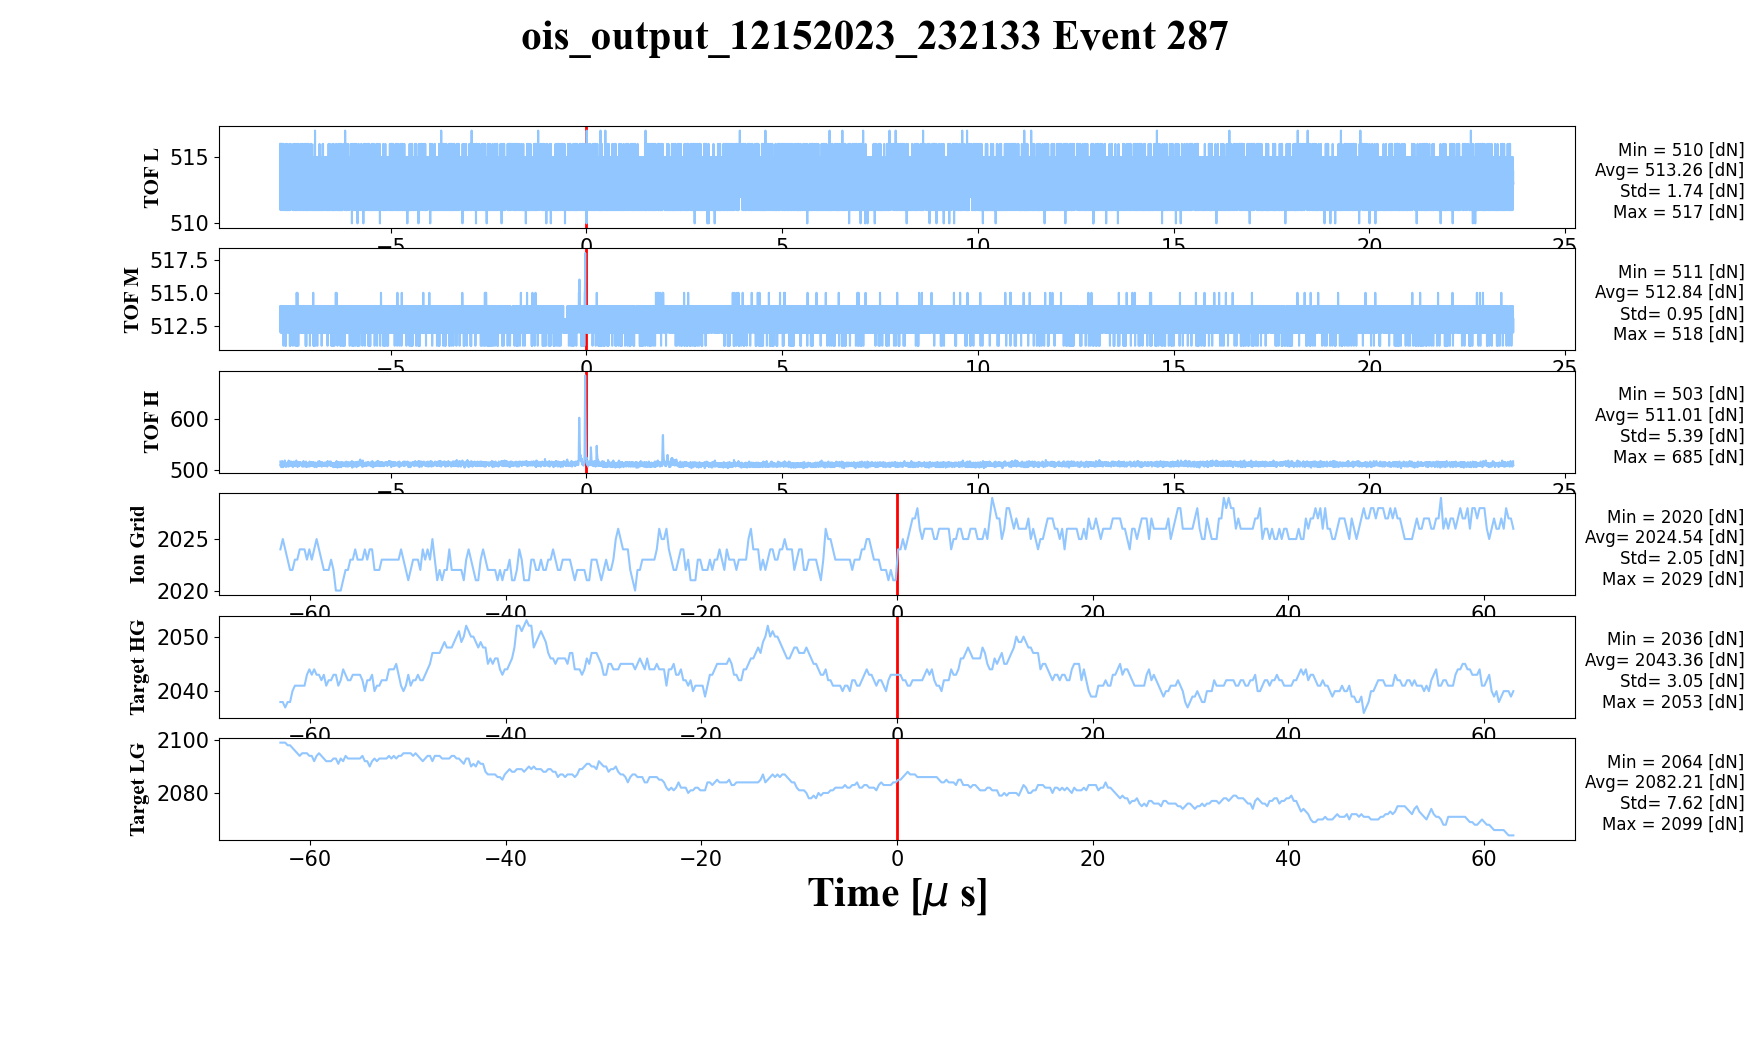 ois_output_12152023_232133 Event 287
TOF L
515
510
−5
0
5
10
15
20
25
Min = 510 [dN]
Avg= 513.26 [dN]
Std= 1.74 [dN]
Max = 517 [dN]
TOF M
517.5
515.0
512.5
−5
0
5
10
15
20
25
Min = 511 [dN]
Avg= 512.84 [dN]
Std= 0.95 [dN]
Max = 518 [dN]
TOF H
600
500
−5
0
5
10
15
20
25
Min = 503 [dN]
Avg= 511.01 [dN]
Std= 5.39 [dN]
Max = 685 [dN]
Ion Grid
2025
2020
−60
−40
−20
0
20
40
60
Min = 2020 [dN]
Avg= 2024.54 [dN]
Std= 2.05 [dN]
Max = 2029 [dN]
Target HG
2050
2040
−60
−40
−20
0
20
40
60
Min = 2036 [dN]
Avg= 2043.36 [dN]
Std= 3.05 [dN]
Max = 2053 [dN]
Target LG
2100
2080
−60
−40
−20
0
20
40
60
Min = 2064 [dN]
Avg= 2082.21 [dN]
Std= 7.62 [dN]
Max = 2099 [dN]
Time [μ s]